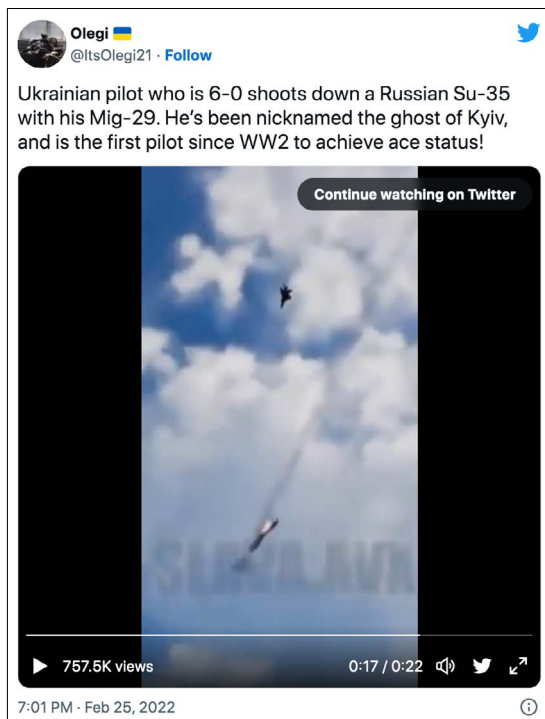 Olegi
@ItsOlegi21 · Follow
Ukrainian pilot who is 6-0 shoots down a Russian Su-35
with his Mig-29. He’s been nicknamed the ghost of Kyiv,
and is the first pilot since WW2 to achieve ace status!
Continue watching on Twitter
757.5K views
0:17 / 0:22
7:01 PM · Feb 25, 2022